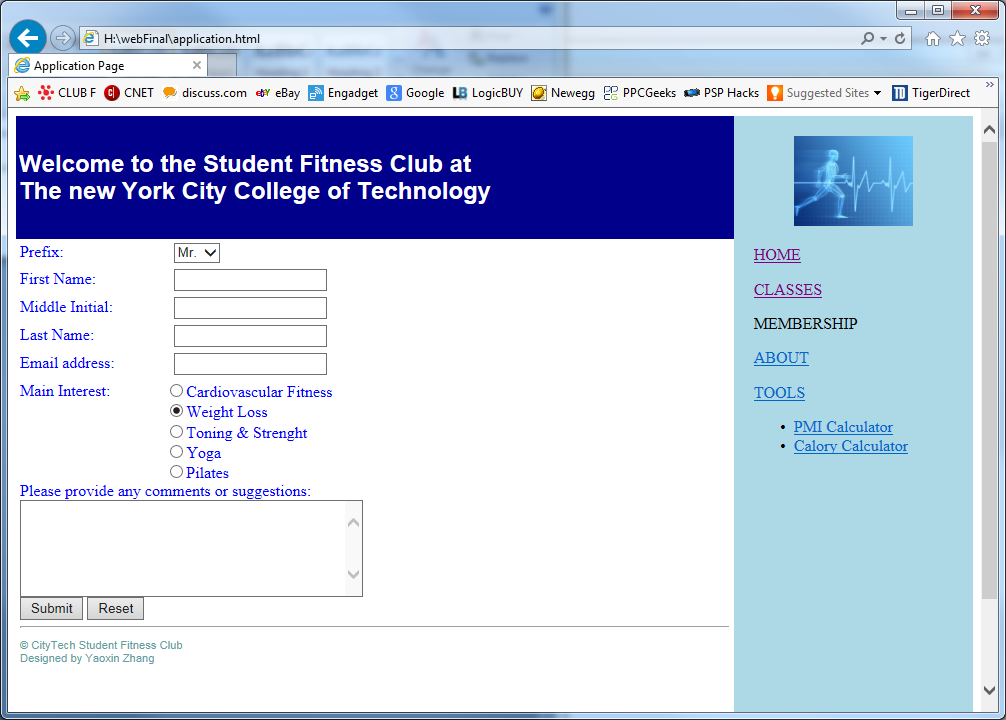 H:\webFinal\application.html
Application Page
CLUB F CNET discuss.com eBay Engadget Google LogicBUY Newegg PPCGeeks PSP Hacks Suggested Sites TigerDirect
Welcome to the Student Fitness Club at
The new York City College of Technology
Prefix: Mr.
First Name:
Middle Initial:
Last Name:
Email address:
Main Interest: Cardiovascular Fitness
Weight Loss
Toning & Strenght
Yoga
Pilates
Please provide any comments or suggestions:
Submit Reset
© CityTech Student Fitness Club
Designed by Yaoxin Zhang
HOME
CLASSES
MEMBERSHIP
ABOUT
TOOLS
PMI Calculator
Calory Calculator